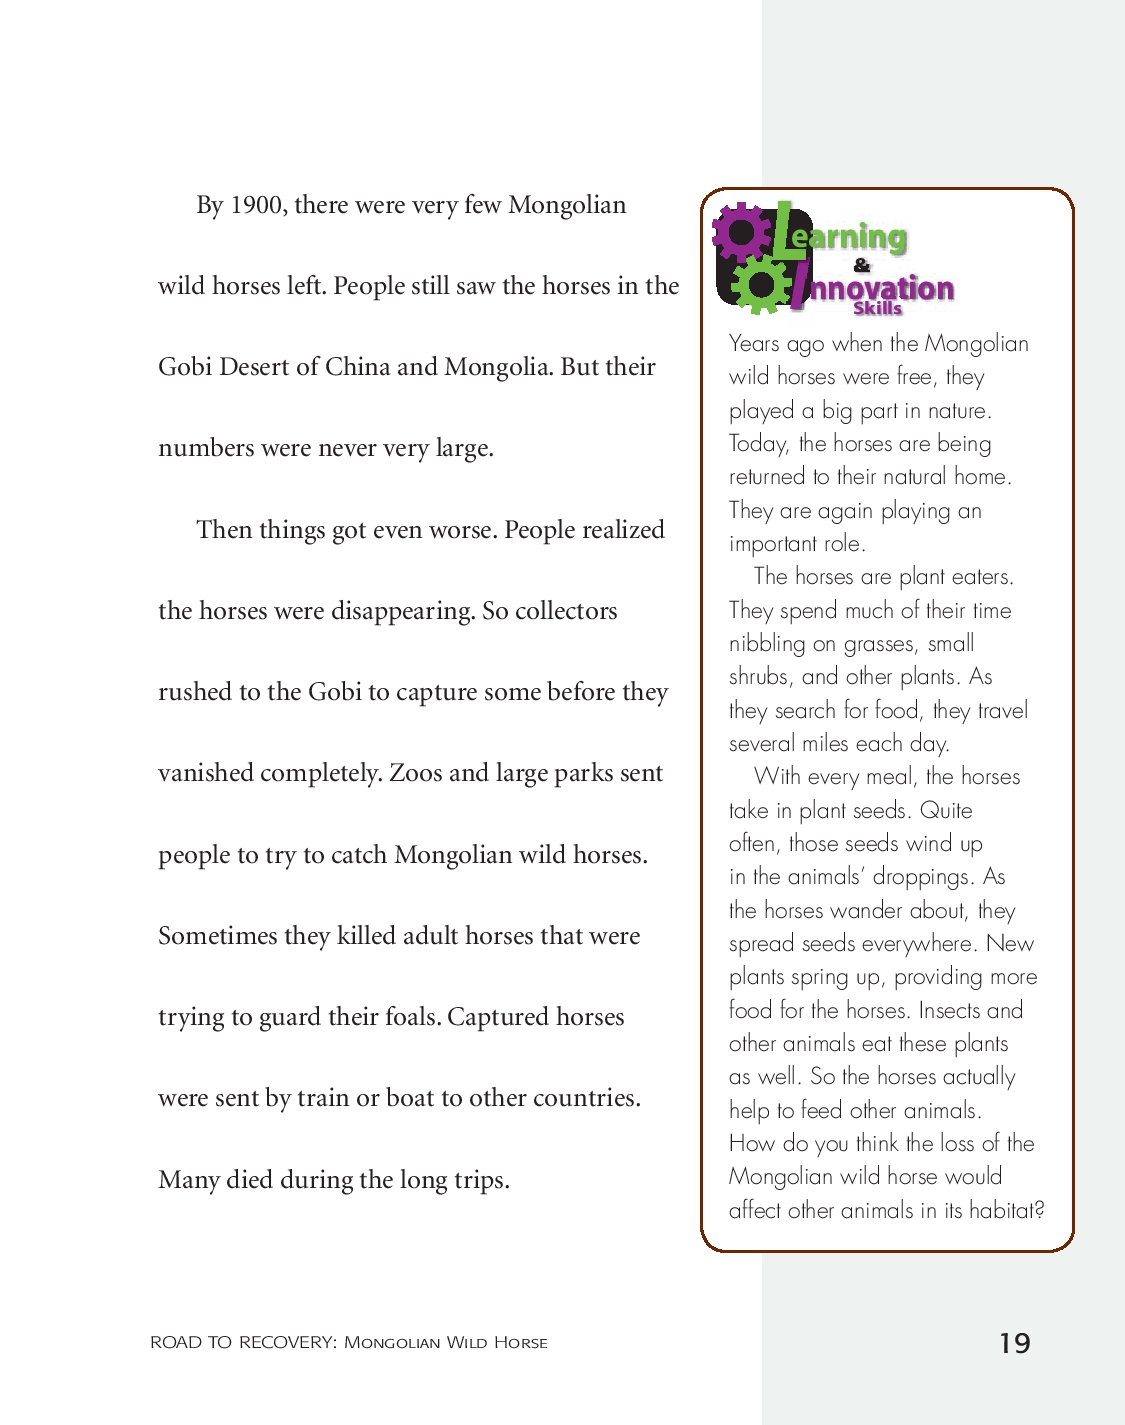 By 1900, there were very few Mongolian
wild horses left. People still saw the horses in the
Gobi Desert of China and Mongolia. But their
numbers were never very large.
Then things got even worse. People realized
the horses were disappearing. So collectors
rushed to the Gobi to capture some before they
vanished completely. Zoos and large parks sent
people to try to catch Mongolian wild horses.
Sometimes they killed adult horses that were
trying to guard their foals. Captured horses
were sent by train or boat to other countries.
Many died during the long trips.
Learning
&
Innovation
Skills
Years ago when the Mongolian
wild horses were free, they
played a big part in nature.
Today, the horses are being
returned to their natural home.
They are again playing an
important role.
The horses are plant eaters.
They spend much of their time
nibbling on grasses, small
shrubs, and other plants. As
they search for food, they travel
several miles each day.
With every meal, the horses
take in plant seeds. Quite
often, those seeds wind up
in the animals’ droppings. As
the horses wander about, they
spread seeds everywhere. New
plants spring up, providing more
food for the horses. Insects and
other animals eat these plants
as well. So the horses actually
help to feed other animals.
How do you think the loss of the
Mongolian wild horse would
affect other animals in its habitat?
ROAD TO RECOVERY: Mongolian Wild Horse
19